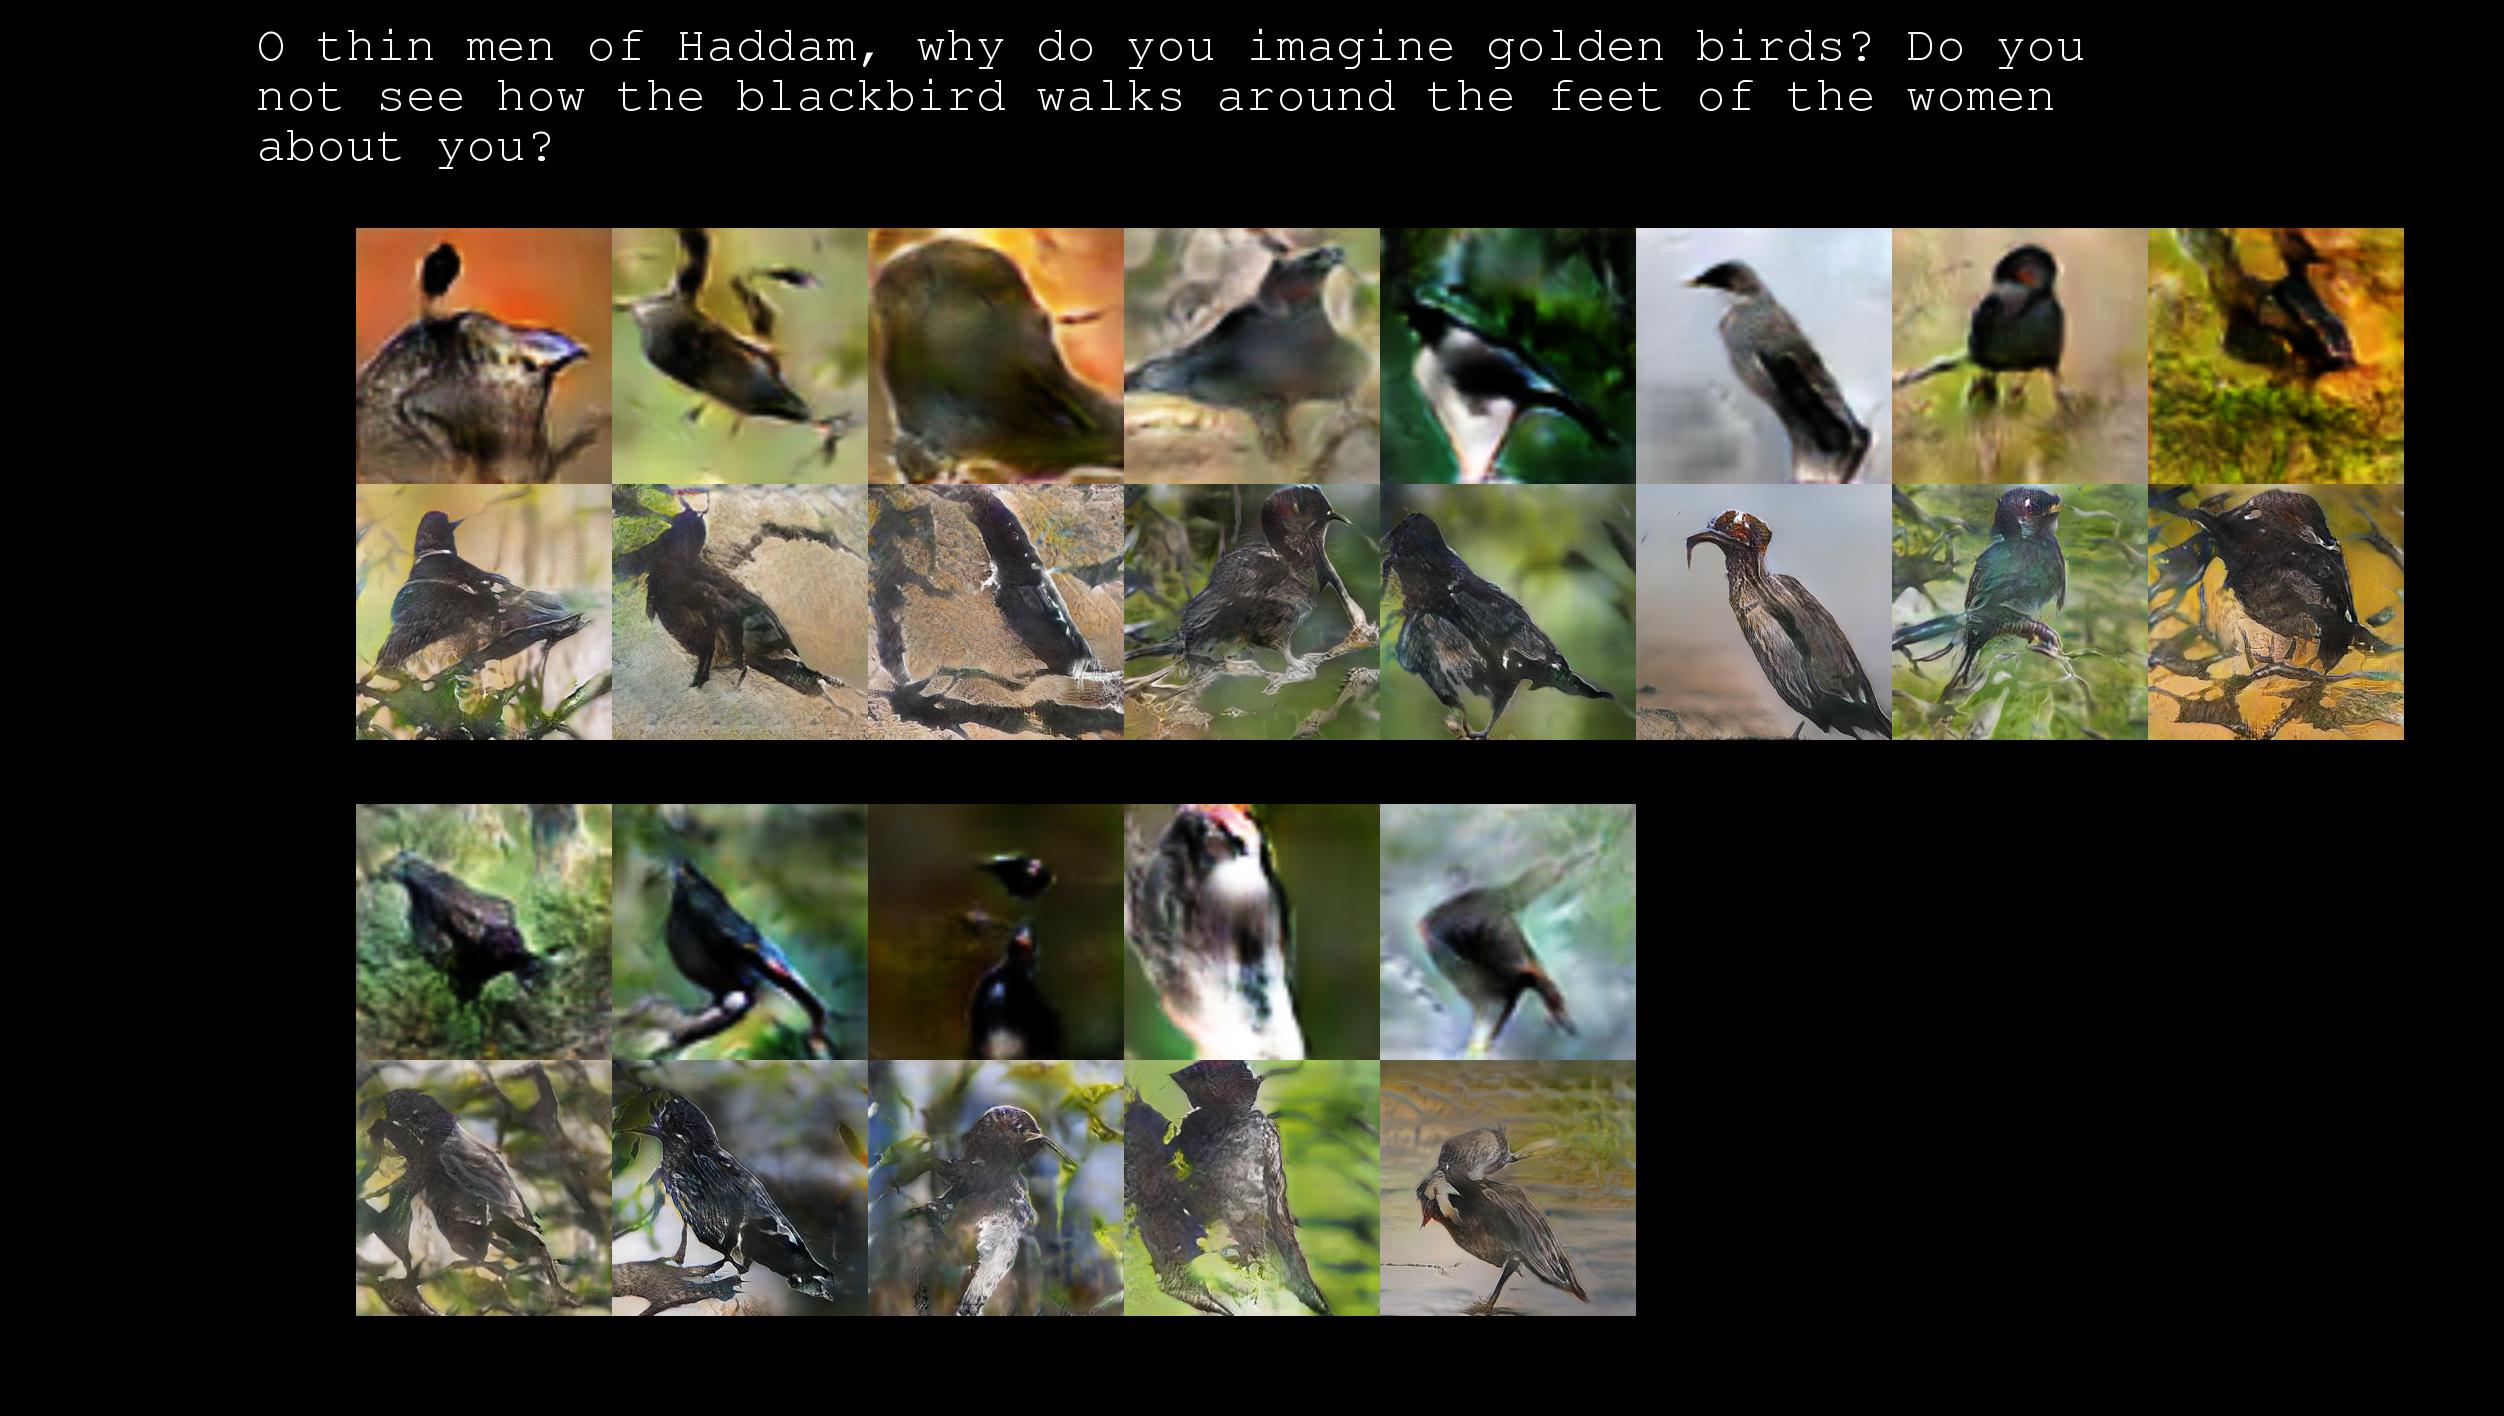 O thin men of Haddam, why do you imagine golden birds? Do you
not see how the blackbird walks around the feet of the women
about you?